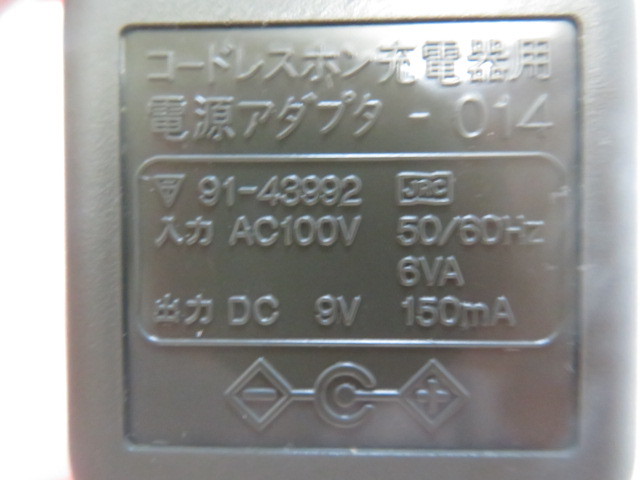 コードレスホン充電器用
電源アダプタ - 014
91-43992 JRC
入力 AC100V 50/60Hz
6VA
出力 DC 9V 150mA